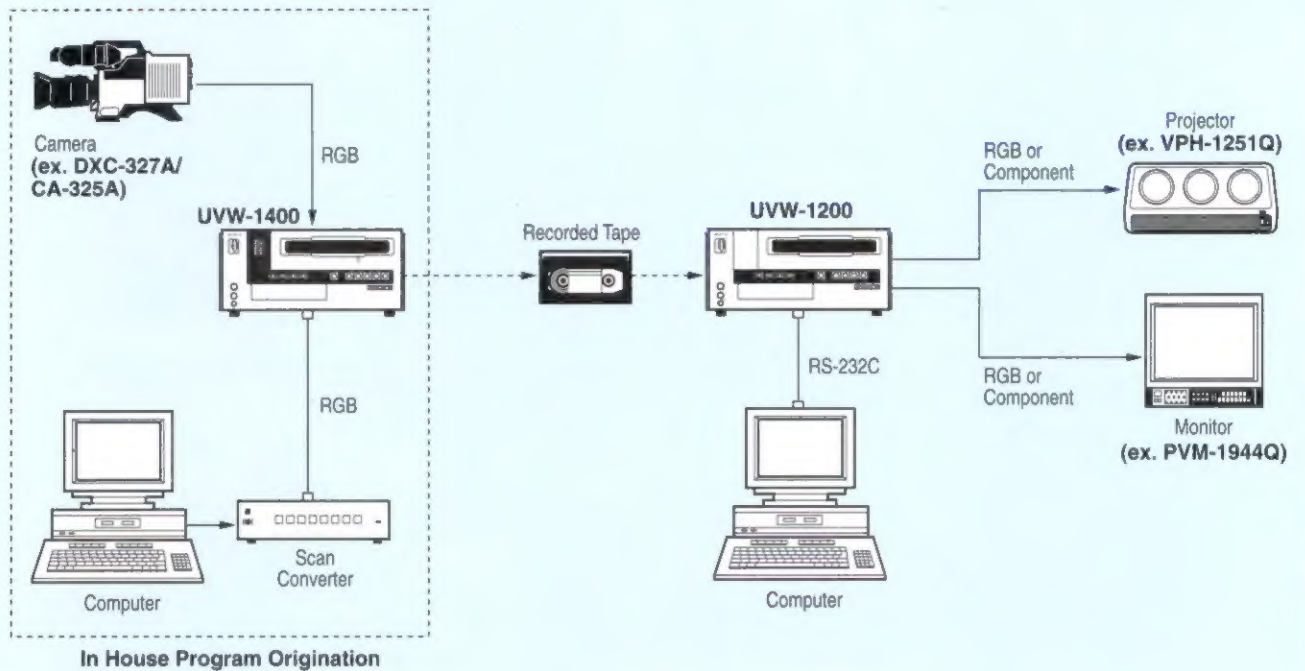 Camera
(ex. DXC-327A/
CA-325A)
RGB
UVW-1400
Recorded Tape
UVW-1200
RGB or
Component
Projector
(ex. VPH-1251Q)
RGB
RS-232C
RGB or
Component
Monitor
(ex. PVM-1944Q)
Scan
Converter
Computer
Computer
In House Program Origination